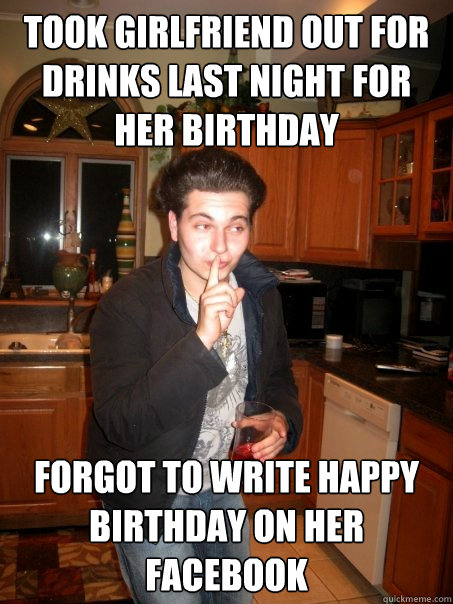 TOOK GIRLFRIEND OUT FOR
DRINKS LAST NIGHT FOR
HER BIRTHDAY
FORGOT TO WRITE HAPPY
BIRTHDAY ON HER
FACEBOOK
quickmeme.com